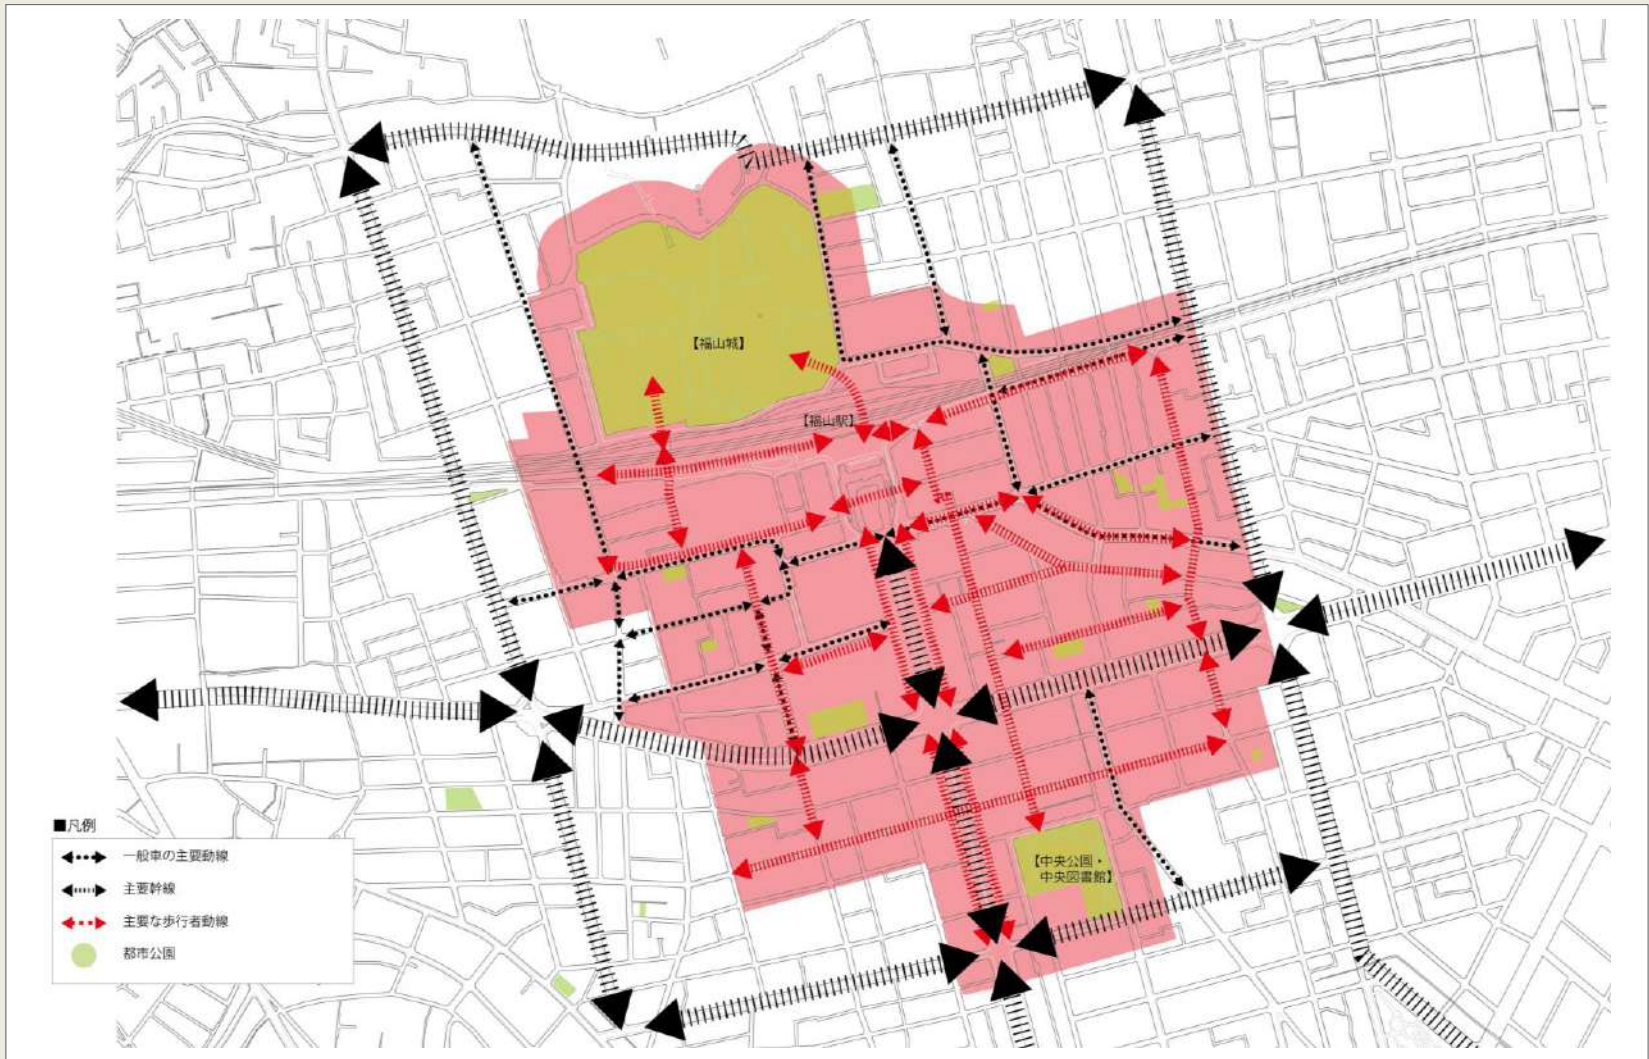 【福山城】
【福山駅】
【中央公園・
中央図書館】
■凡例
一般車の主要動線
主要幹線
主要な歩行者動線
都市公園